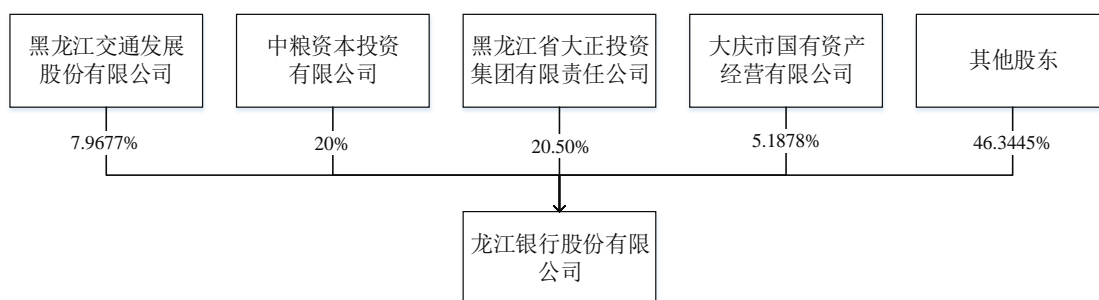 黑龙江交通发展
股份有限公司
中粮资本投资
有限公司
黑龙江省大正投资
集团有限责任公司
大庆市国有资产
经营有限公司
其他股东
7.9677%
20%
20.50%
5.1878%
46.3445%
龙江银行股份有限
公司